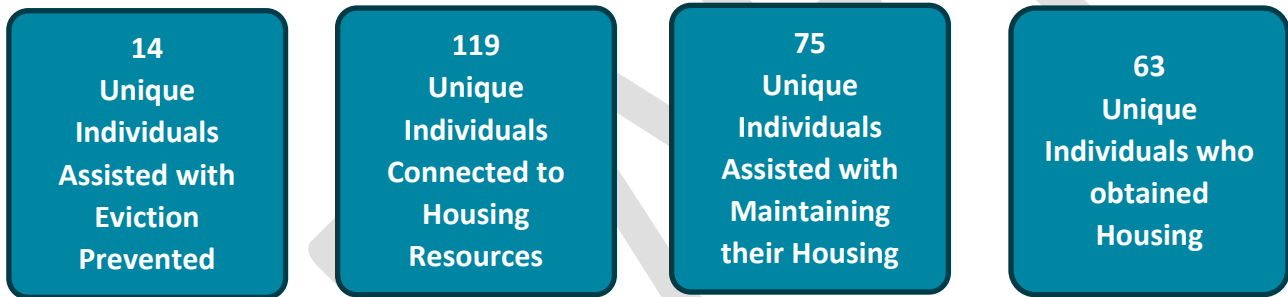 14
Unique
Individuals
Assisted with
Eviction
Prevented
119
Unique
Individuals
Connected to
Housing
Resources
75
Unique
Individuals
Assisted with
Maintaining
their Housing
63
Unique
Individuals who
obtained
Housing